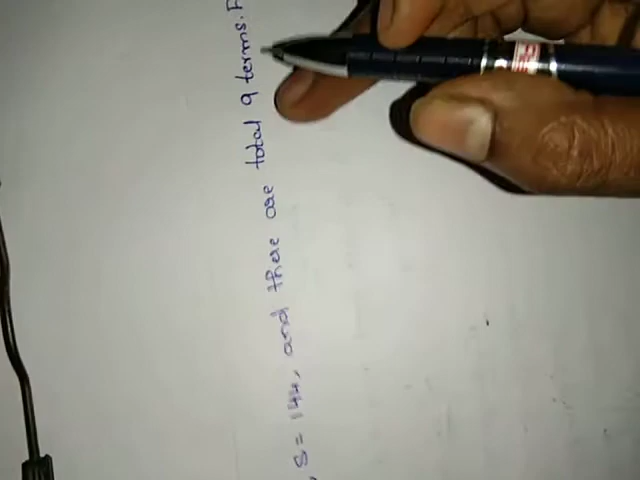 , S = 144, and there are total 9 terms.